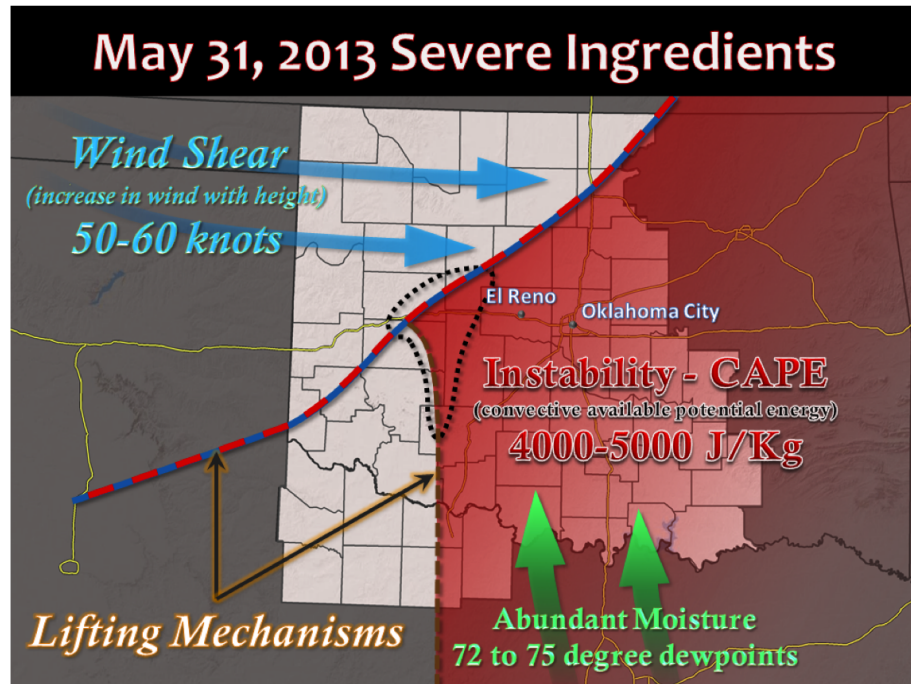 May 31, 2013 Severe Ingredients
Wind Shear
(increase in wind with height)
50-60 knots
El Reno
Oklahoma City
Instability - CAPE
(convective available potential energy)
4000-5000 J/Kg
Lifting Mechanisms
Abundant Moisture
72 to 75 degree dewpoints